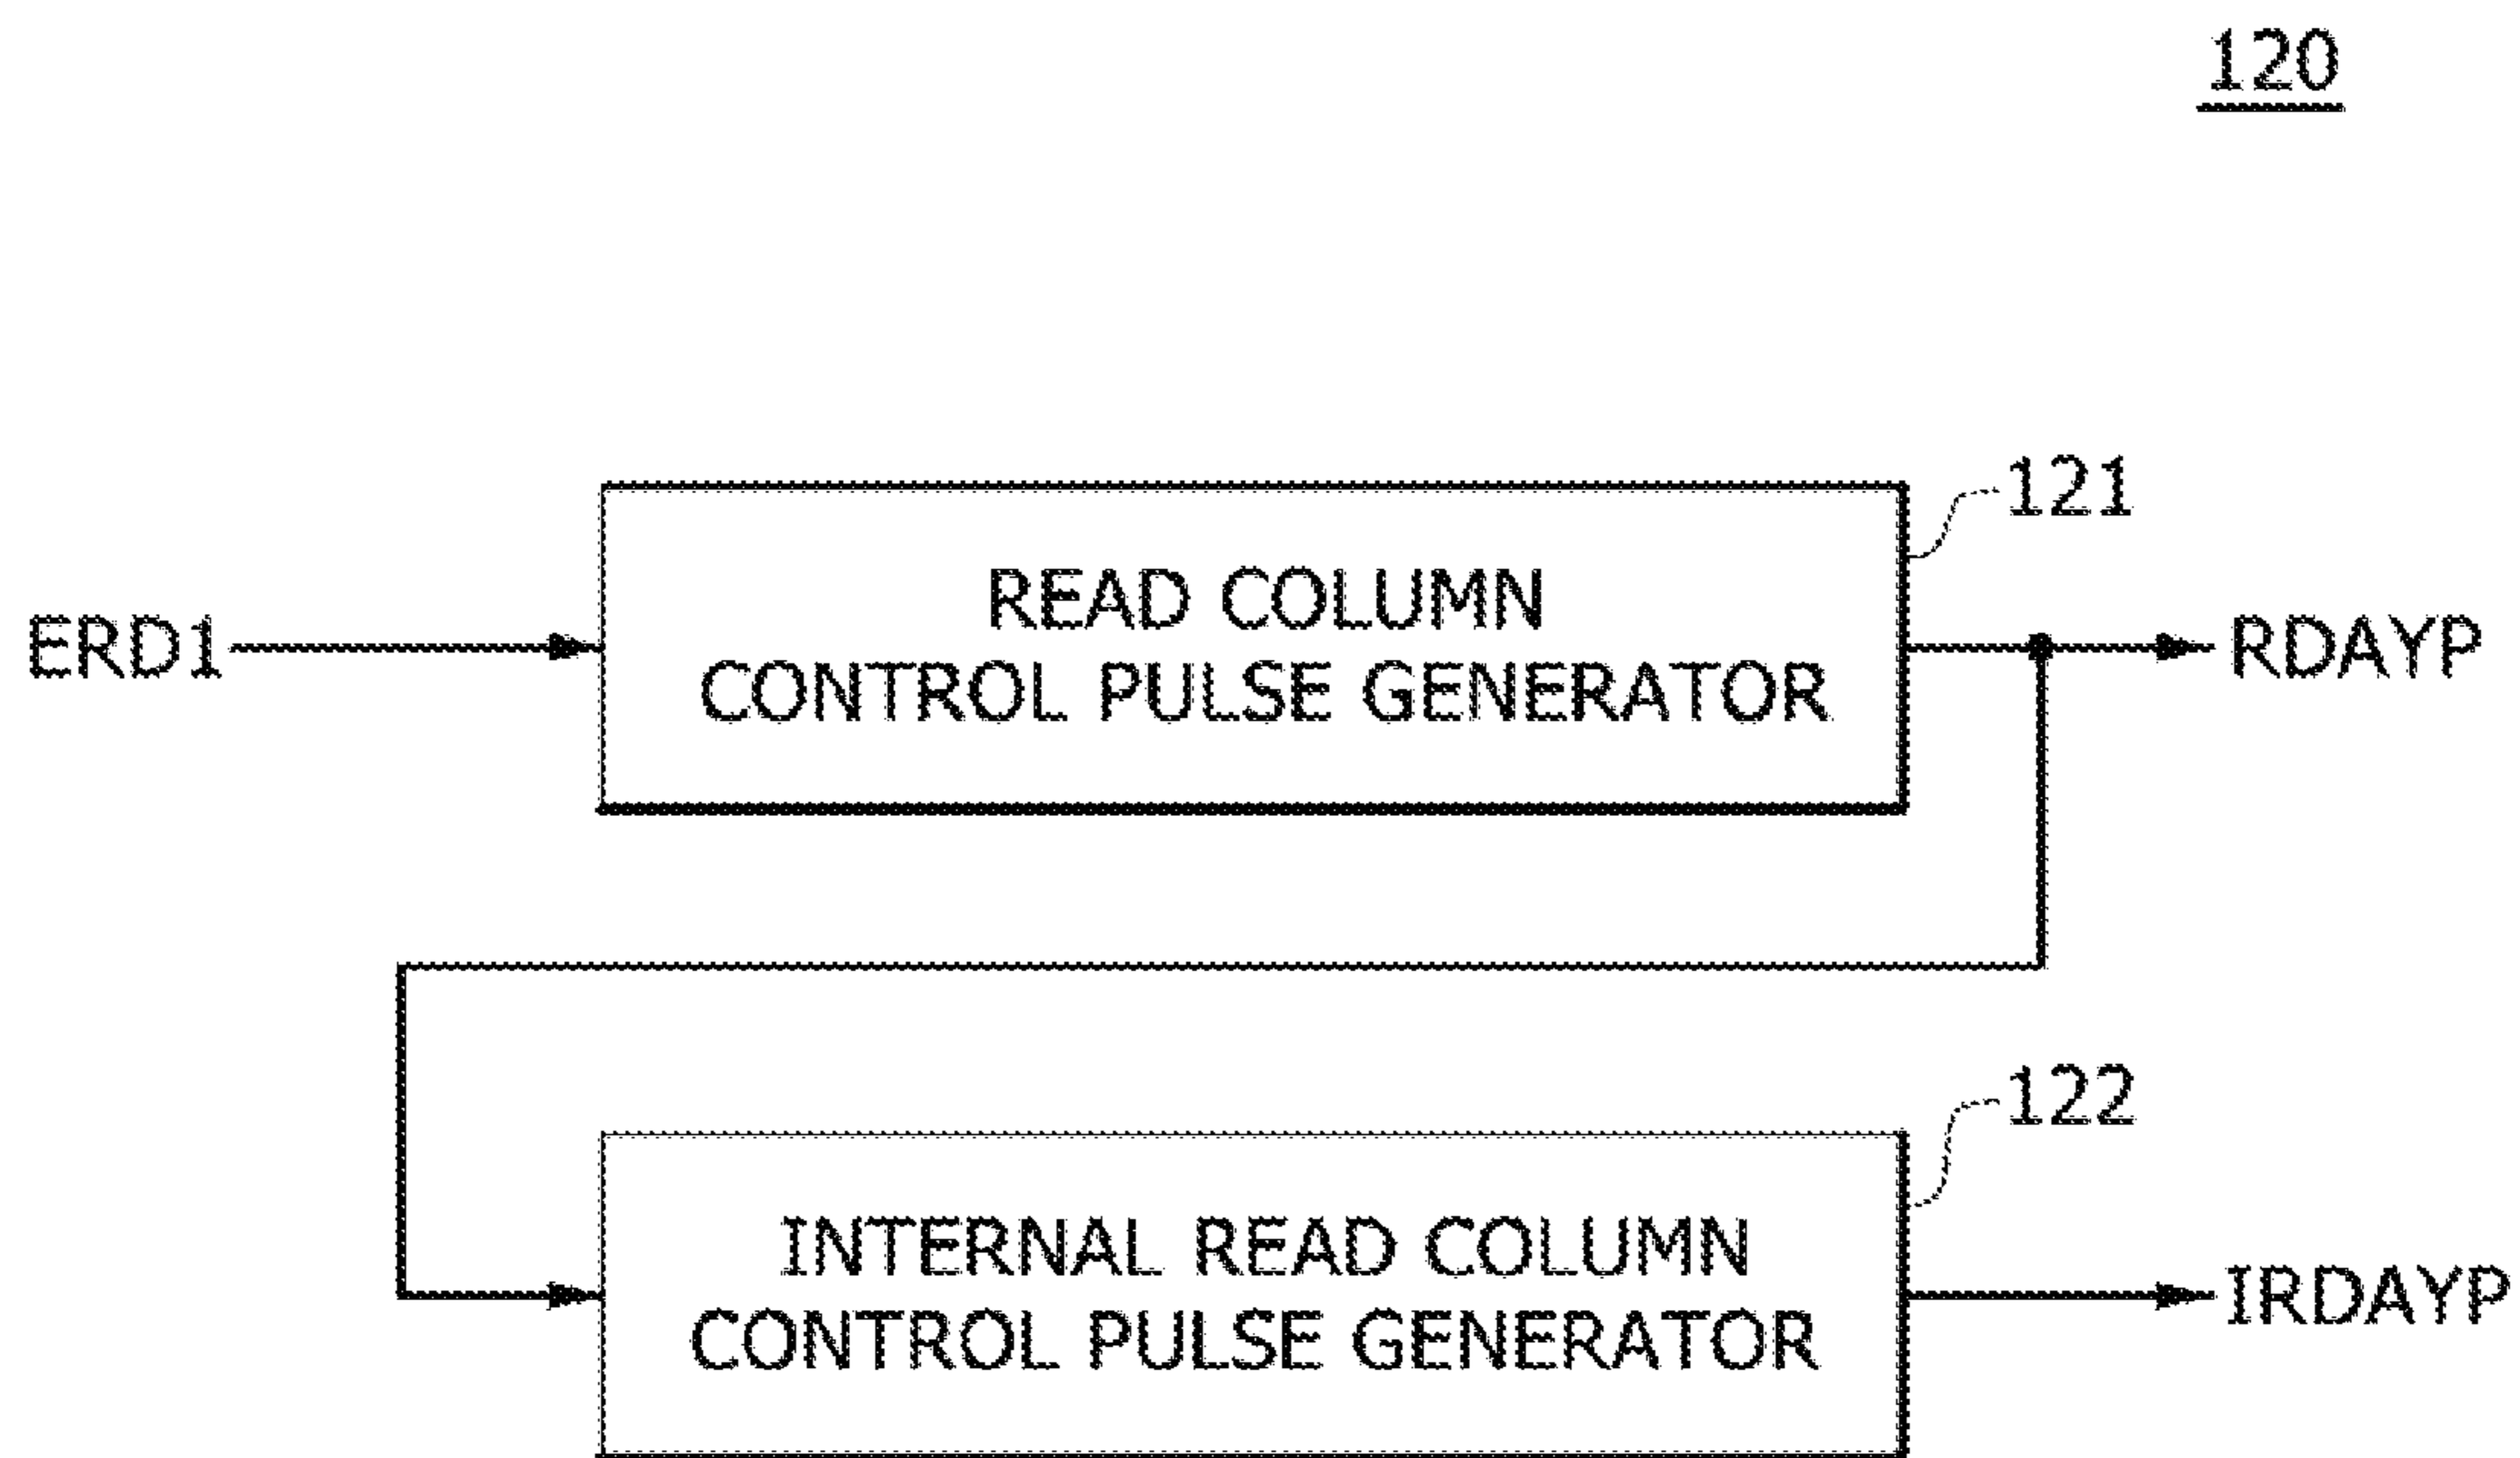 120
121
READ COLUMN
CONTROL PULSE GENERATOR
ERD1
RDAYP
122
INTERNAL READ COLUMN
CONTROL PULSE GENERATOR
IRDAYP